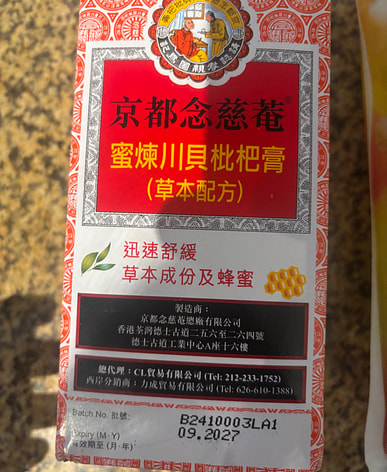 京都念慈菴®
蜜煉川貝枇杷膏
(草本配方)
迅速舒緩
草本成份及蜂蜜
製造商:
京都念慈菴總廠有限公司
香港荃灣德士古道二五六至二六四號
德士古道工業中心A座十六樓
總代理:CL貿易有限公司 (Tel: 212-233-1752)
西岸分銷商:力成貿易有限公司 (Tel: 626-610-1388)
Batch No. 批號: B2410003LA1
Expiry (M · Y) 09.2027
有效期至 (月·年)